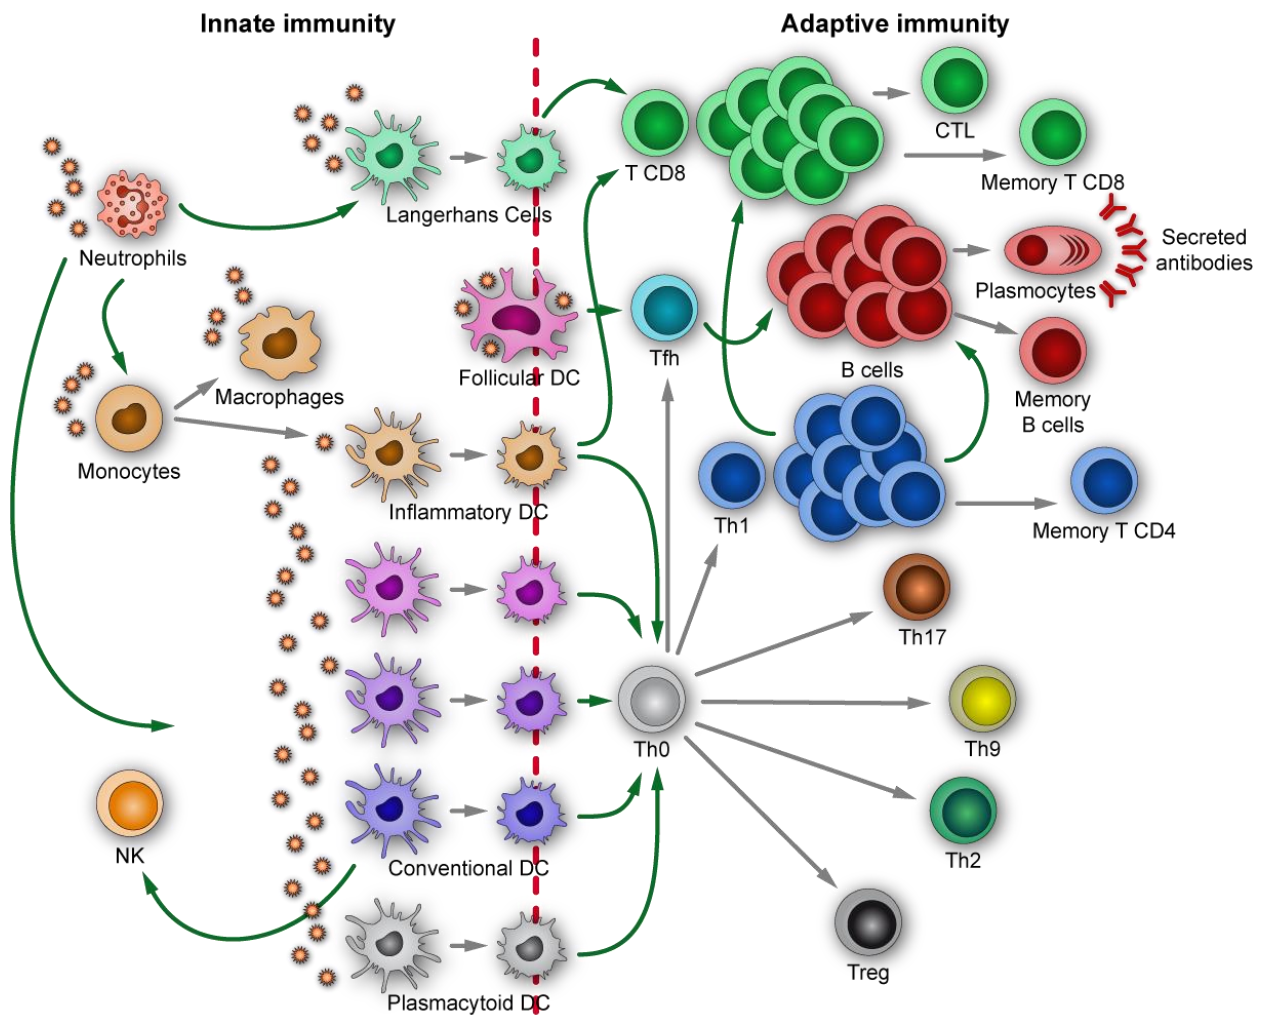 Innate immunity
Adaptive immunity
CTL
T CD8
Memory T CD8
Langerhans Cells
Neutrophils
Secreted
antibodies
Plasmocytes
Tfh
Follicular DC
B cells
Macrophages
Memory
B cells
Monocytes
Inflammatory DC
Th1
Memory T CD4
Th17
Th0
Th9
NK
Conventional DC
Th2
Treg
Plasmacytoid DC